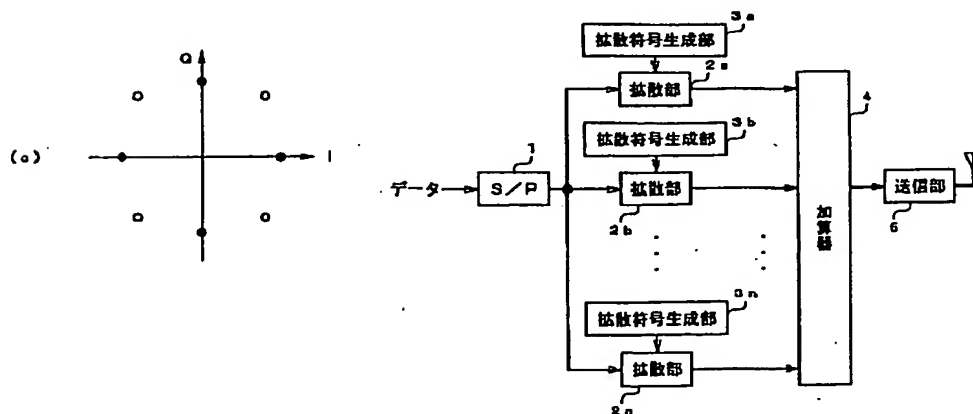 (a)
Q
I
データ
S/P
1
拡散符号生成部
3a
拡散部
2a
拡散符号生成部
3b
拡散部
2b
拡散符号生成部
3n
拡散部
2n
加算器
4
送信部
6